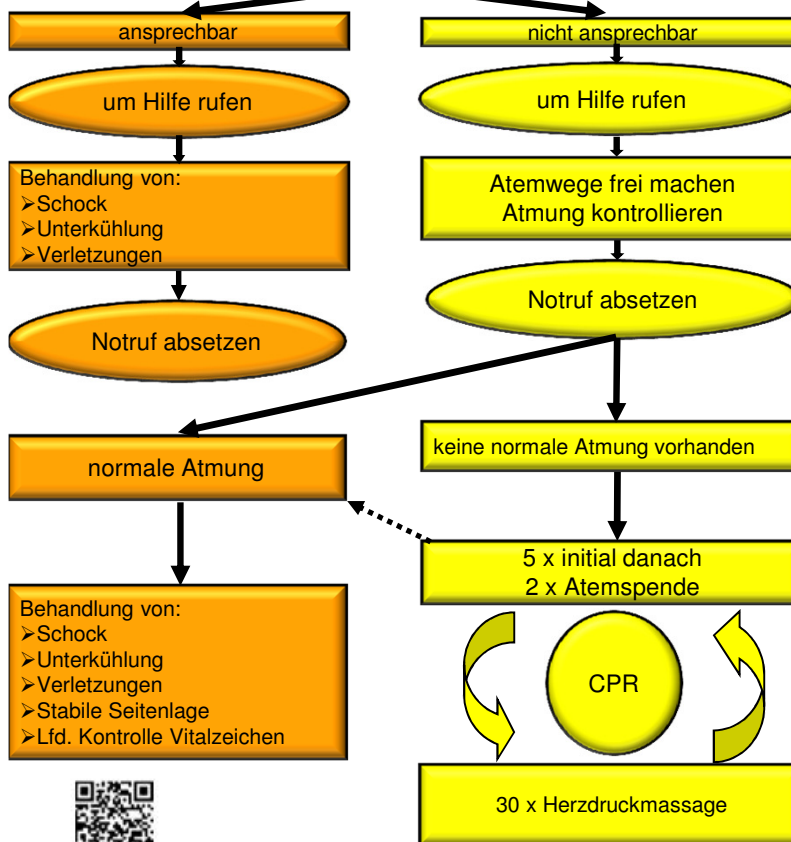 ansprechbar
um Hilfe rufen
Behandlung von:
➢Schock
➢Unterkühlung
➢Verletzungen
Notruf absetzen
nicht ansprechbar
um Hilfe rufen
Atemwege frei machen
Atmung kontrollieren
Notruf absetzen
normale Atmung
Behandlung von:
➢Schock
➢Unterkühlung
➢Verletzungen
➢Stabile Seitenlage
➢Lfd. Kontrolle Vitalzeichen
keine normale Atmung vorhanden
5 x initial danach
2 x Atemspende
CPR
30 x Herzdruckmassage